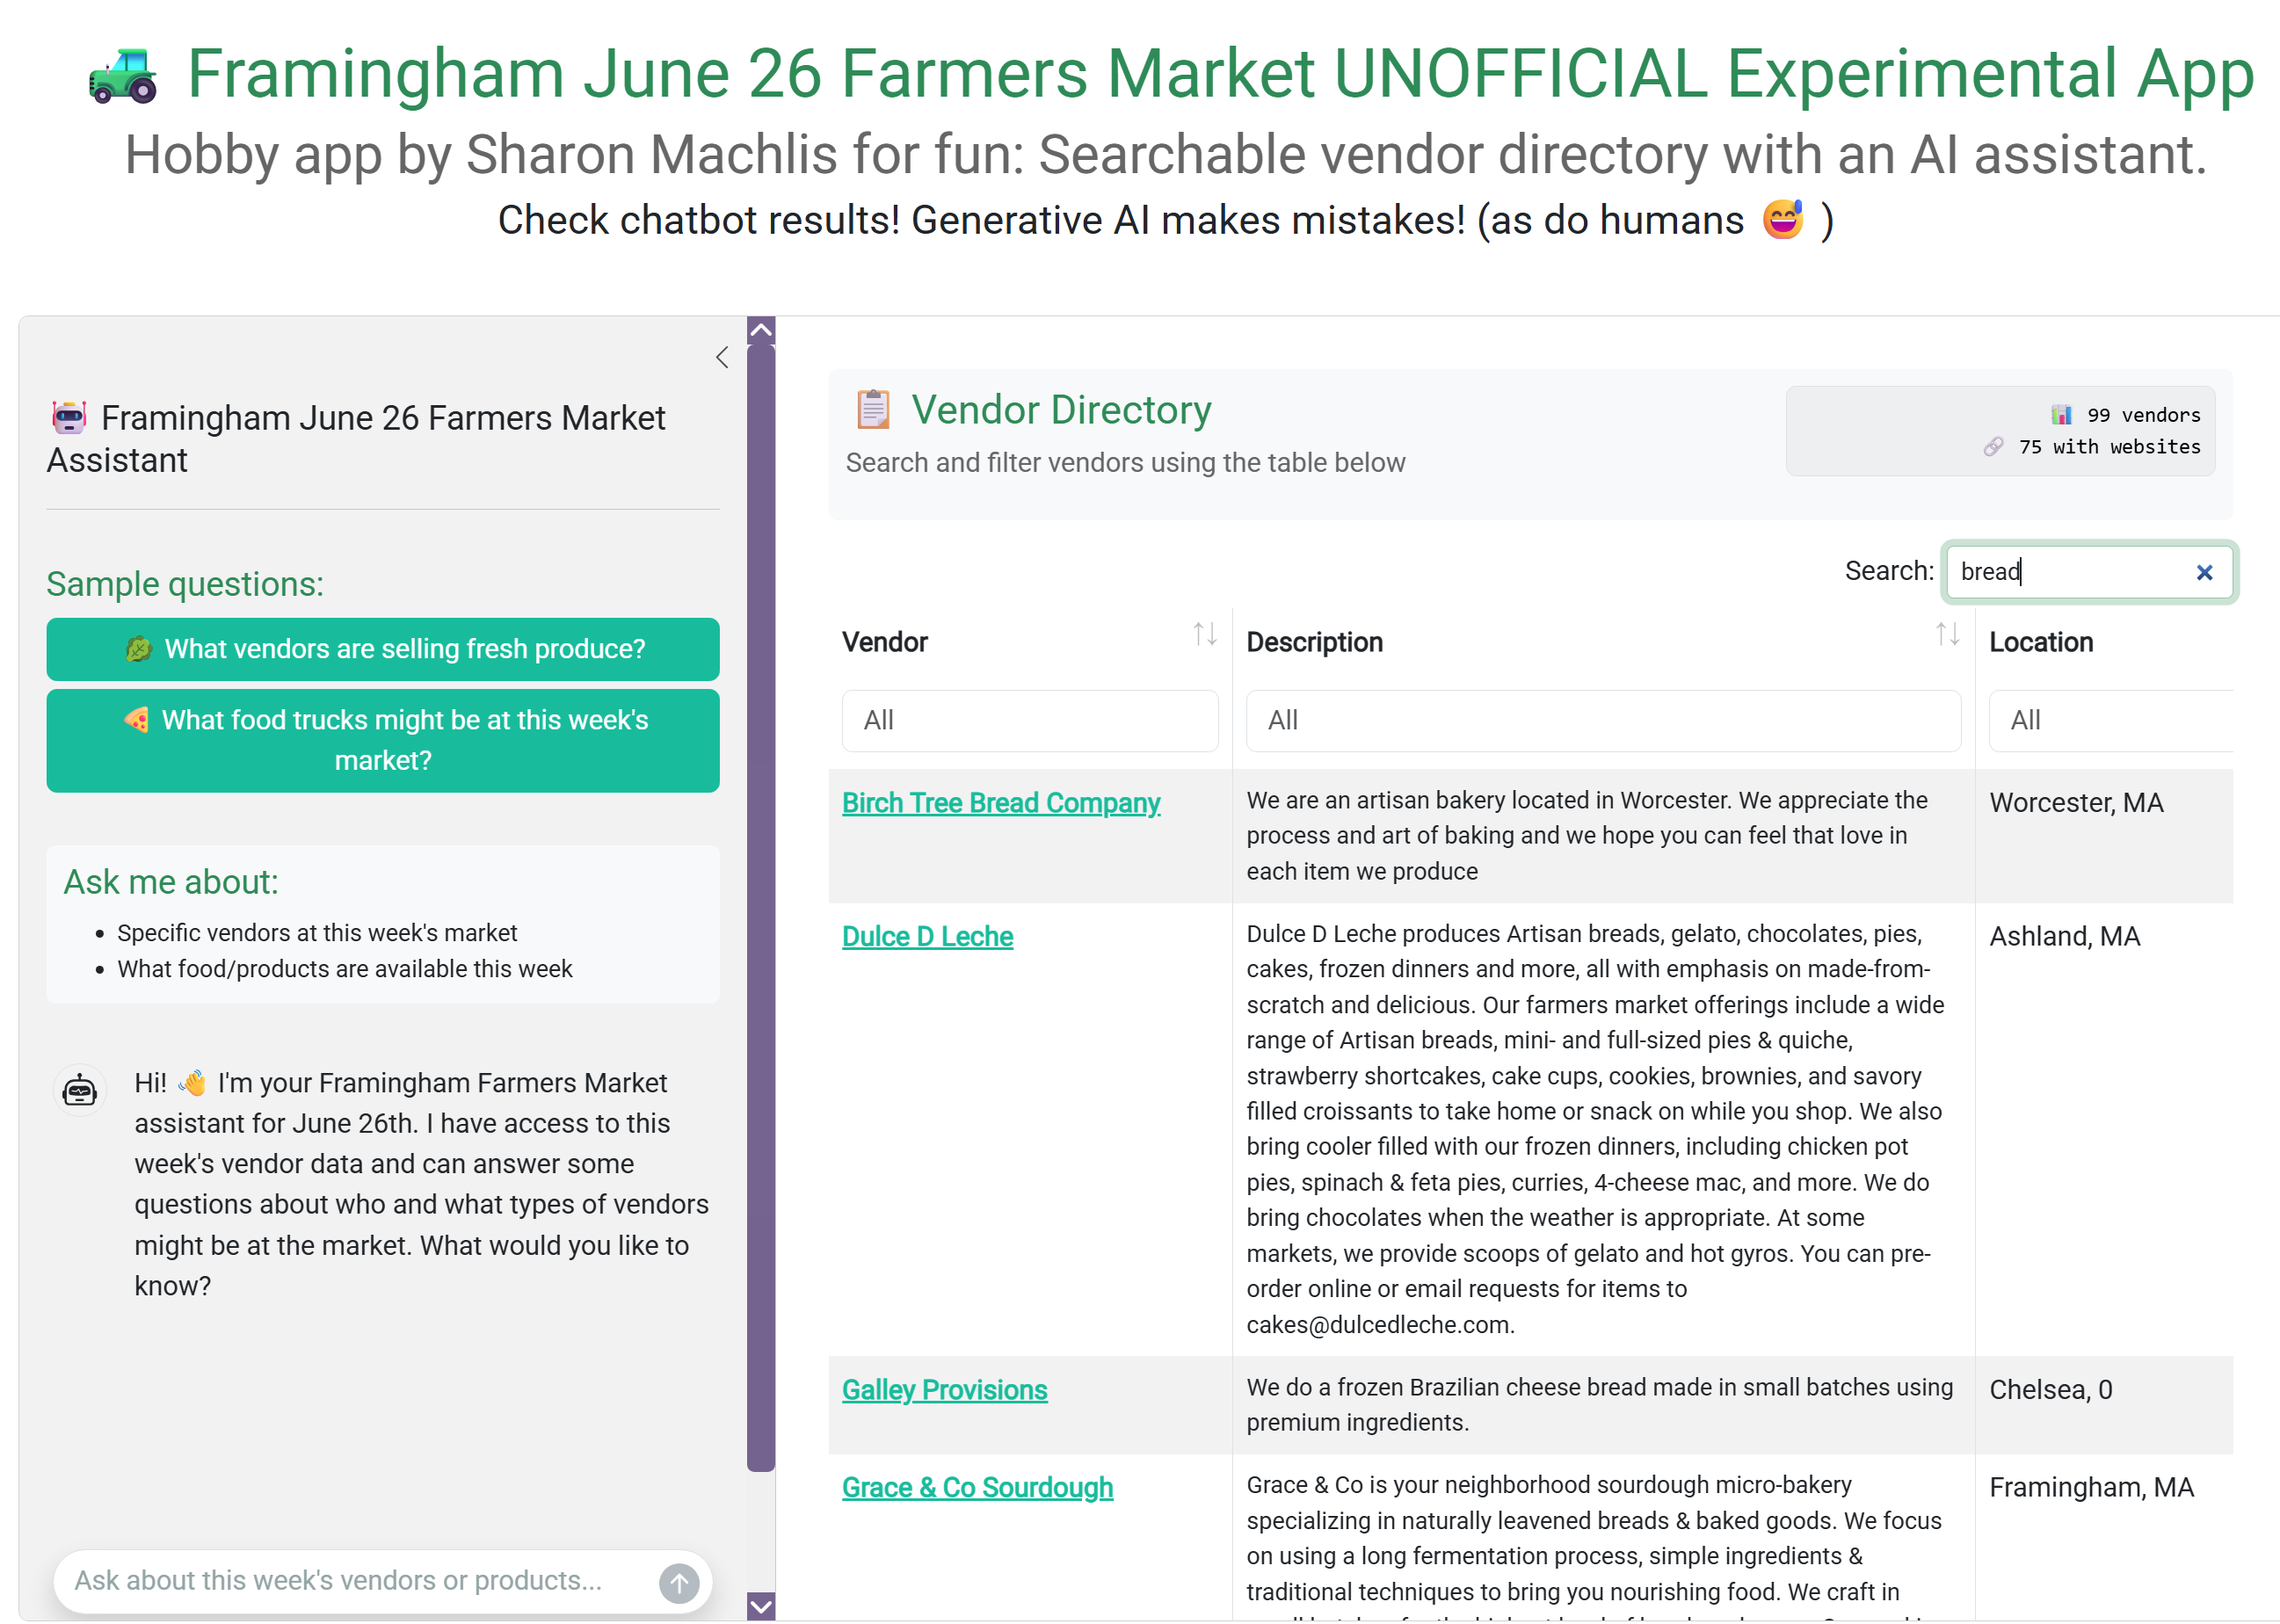 Framingham June 26 Farmers Market UNOFFICIAL Experimental App
Hobby app by Sharon Machlis for fun: Searchable vendor directory with an AI assistant.
Check chatbot results! Generative AI makes mistakes! (as do humans 😅 )
Framingham June 26 Farmers Market
Assistant
Sample questions:
What vendors are selling fresh produce?
What food trucks might be at this week's
market?
Ask me about:
Specific vendors at this week's market
What food/products are available this week
Hi! 👋 I'm your Framingham Farmers Market
assistant for June 26th. I have access to this
week's vendor data and can answer some
questions about who and what types of vendors
might be at the market. What would you like to
know?
Ask about this week's vendors or products...
Vendor Directory
Search and filter vendors using the table below
99 vendors
75 with websites
Search: bread
Vendor Description Location
All All All
Birch Tree Bread Company
We are an artisan bakery located in Worcester. We appreciate the
process and art of baking and we hope you can feel that love in
each item we produce
Worcester, MA
Dulce D Leche
Dulce D Leche produces Artisan breads, gelato, chocolates, pies,
cakes, frozen dinners and more, all with emphasis on made-from-
scratch and delicious. Our farmers market offerings include a wide
range of Artisan breads, mini- and full-sized pies & quiche,
strawberry shortcakes, cake cups, cookies, brownies, and savory
filled croissants to take home or snack on while you shop. We also
bring cooler filled with our frozen dinners, including chicken pot
pies, spinach & feta pies, curries, 4-cheese mac, and more. We do
bring chocolates when the weather is appropriate. At some
markets, we provide scoops of gelato and hot gyros. You can pre-
order online or email requests for items to
cakes@dulcedleche.com.
Ashland, MA
Galley Provisions
We do a frozen Brazilian cheese bread made in small batches using
premium ingredients.
Chelsea, 0
Grace & Co Sourdough
Grace & Co is your neighborhood sourdough micro-bakery
specializing in naturally leavened breads & baked goods. We focus
on using a long fermentation process, simple ingredients &
traditional techniques to bring you nourishing food. We craft in
Framingham, MA